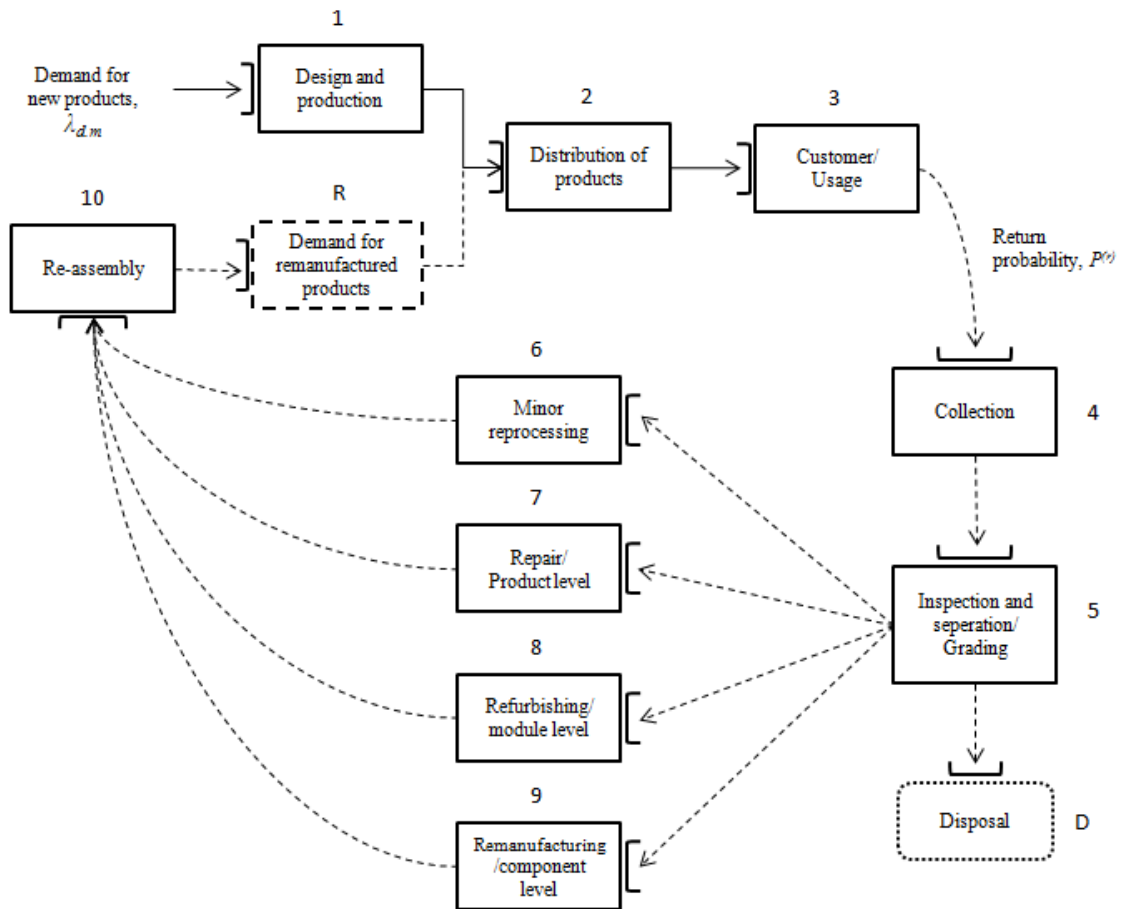 1
Demand for
new products,
λd.m
Design and
production
2
Distribution of
products
3
Customer/
Usage
10
Re-assembly
R
Demand for
remanufactured
products
Return
probability, P(r)
6
Minor
reprocessing
Collection
4
7
Repair/
Product level
Inspection and
seperation/
Grading
5
8
Refurbishing/
module level
9
Remanufacturing
/component
level
Disposal
D